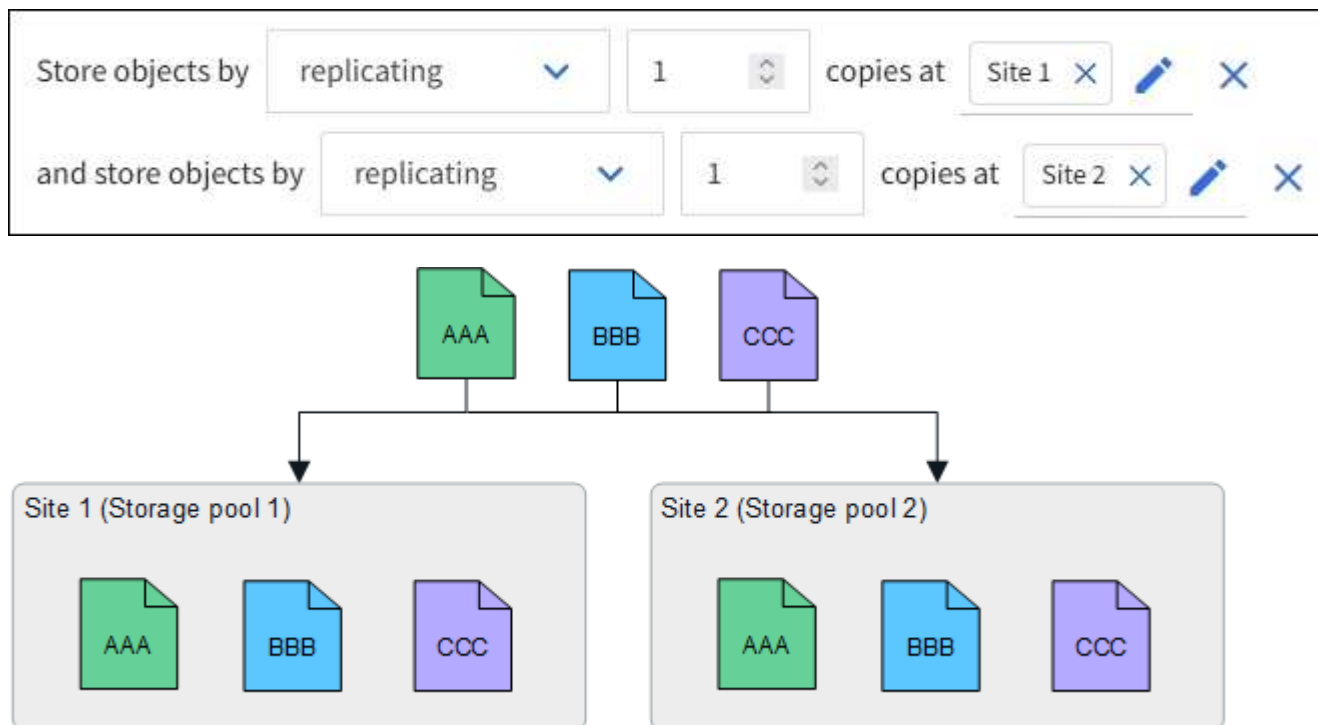 Store objects by replicating 1 copies at Site 1
and store objects by replicating 1 copies at Site 2
AAA BBB CCC
Site 1 (Storage pool 1)
AAA BBB CCC
Site 2 (Storage pool 2)
AAA BBB CCC